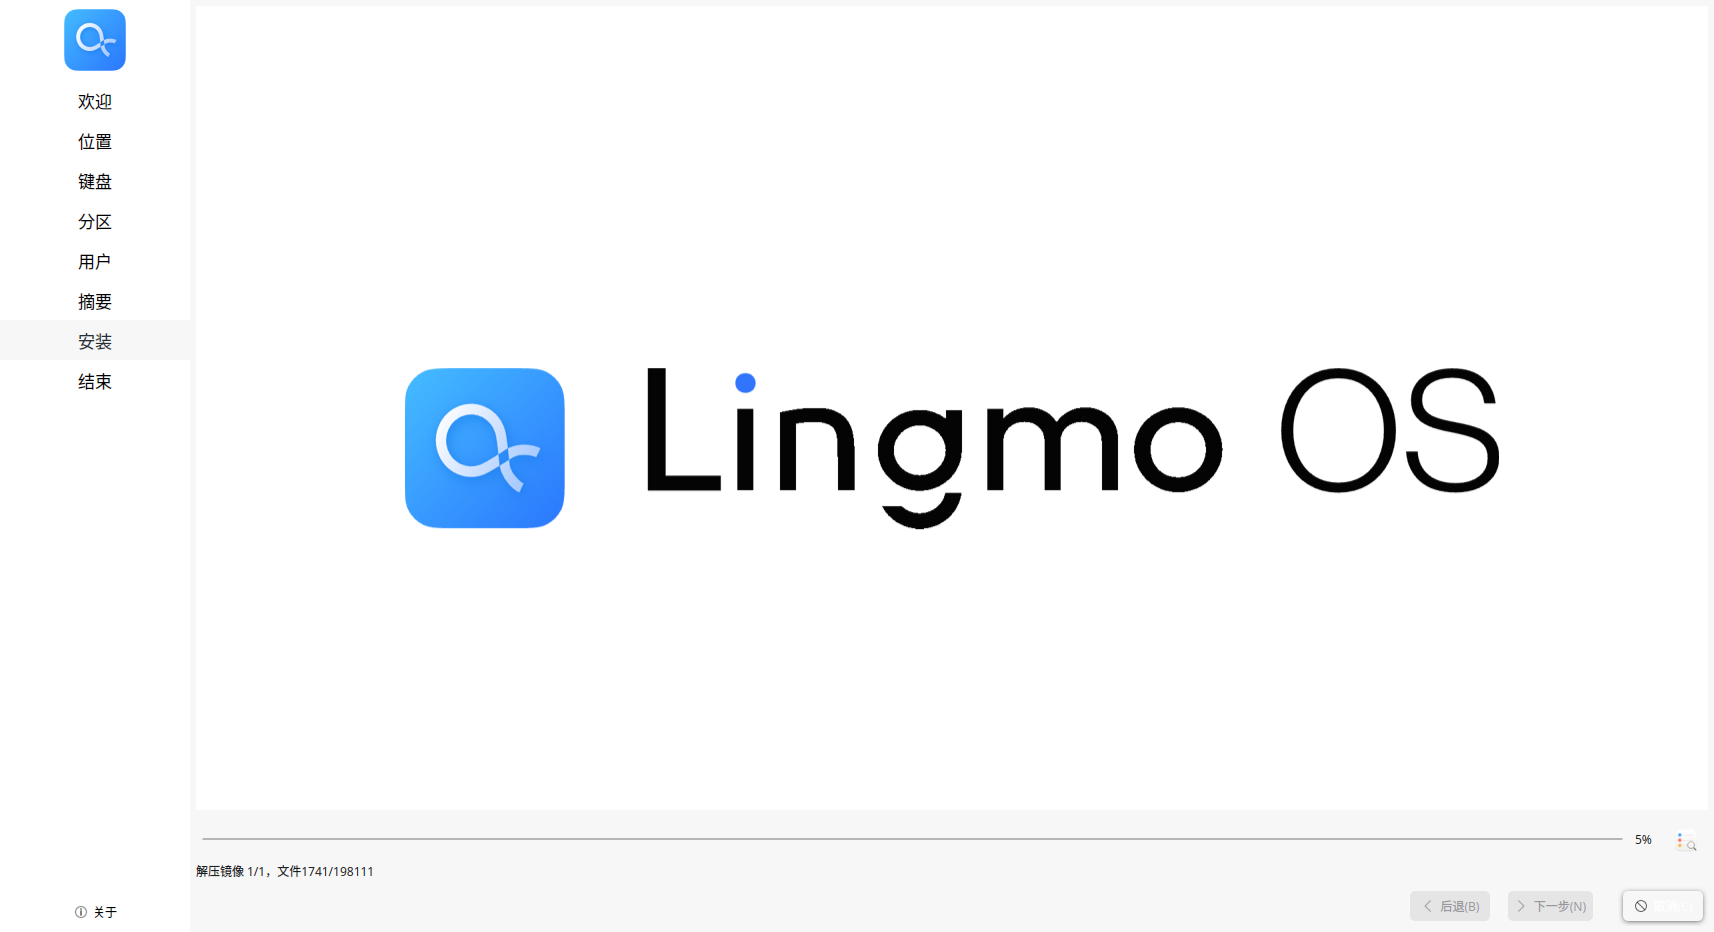 欢迎
位置
键盘
分区
用户
摘要
安装
结束
Lingmo OS
5%
解压镜像 1/1，文件1741/198111
关于
后退(B)
下一步(N)